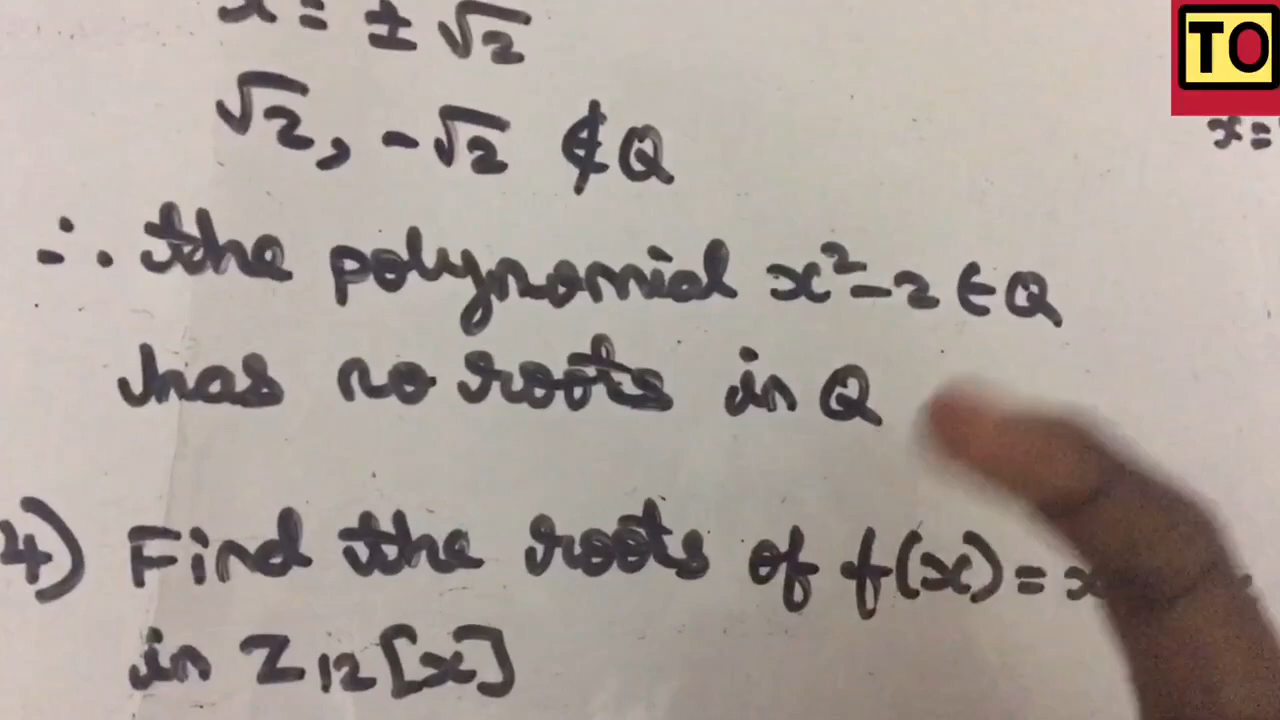 x = ± √2
TO
√2, -√2 ∉ Q
x =
∴ the polynomial x² - 2 ∈ Q
has no roots in Q
4) Find the roots of f(x) = x
in Z₁₂[x]